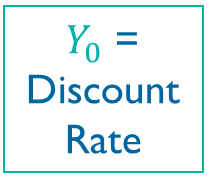 Y₀ =
Discount
Rate